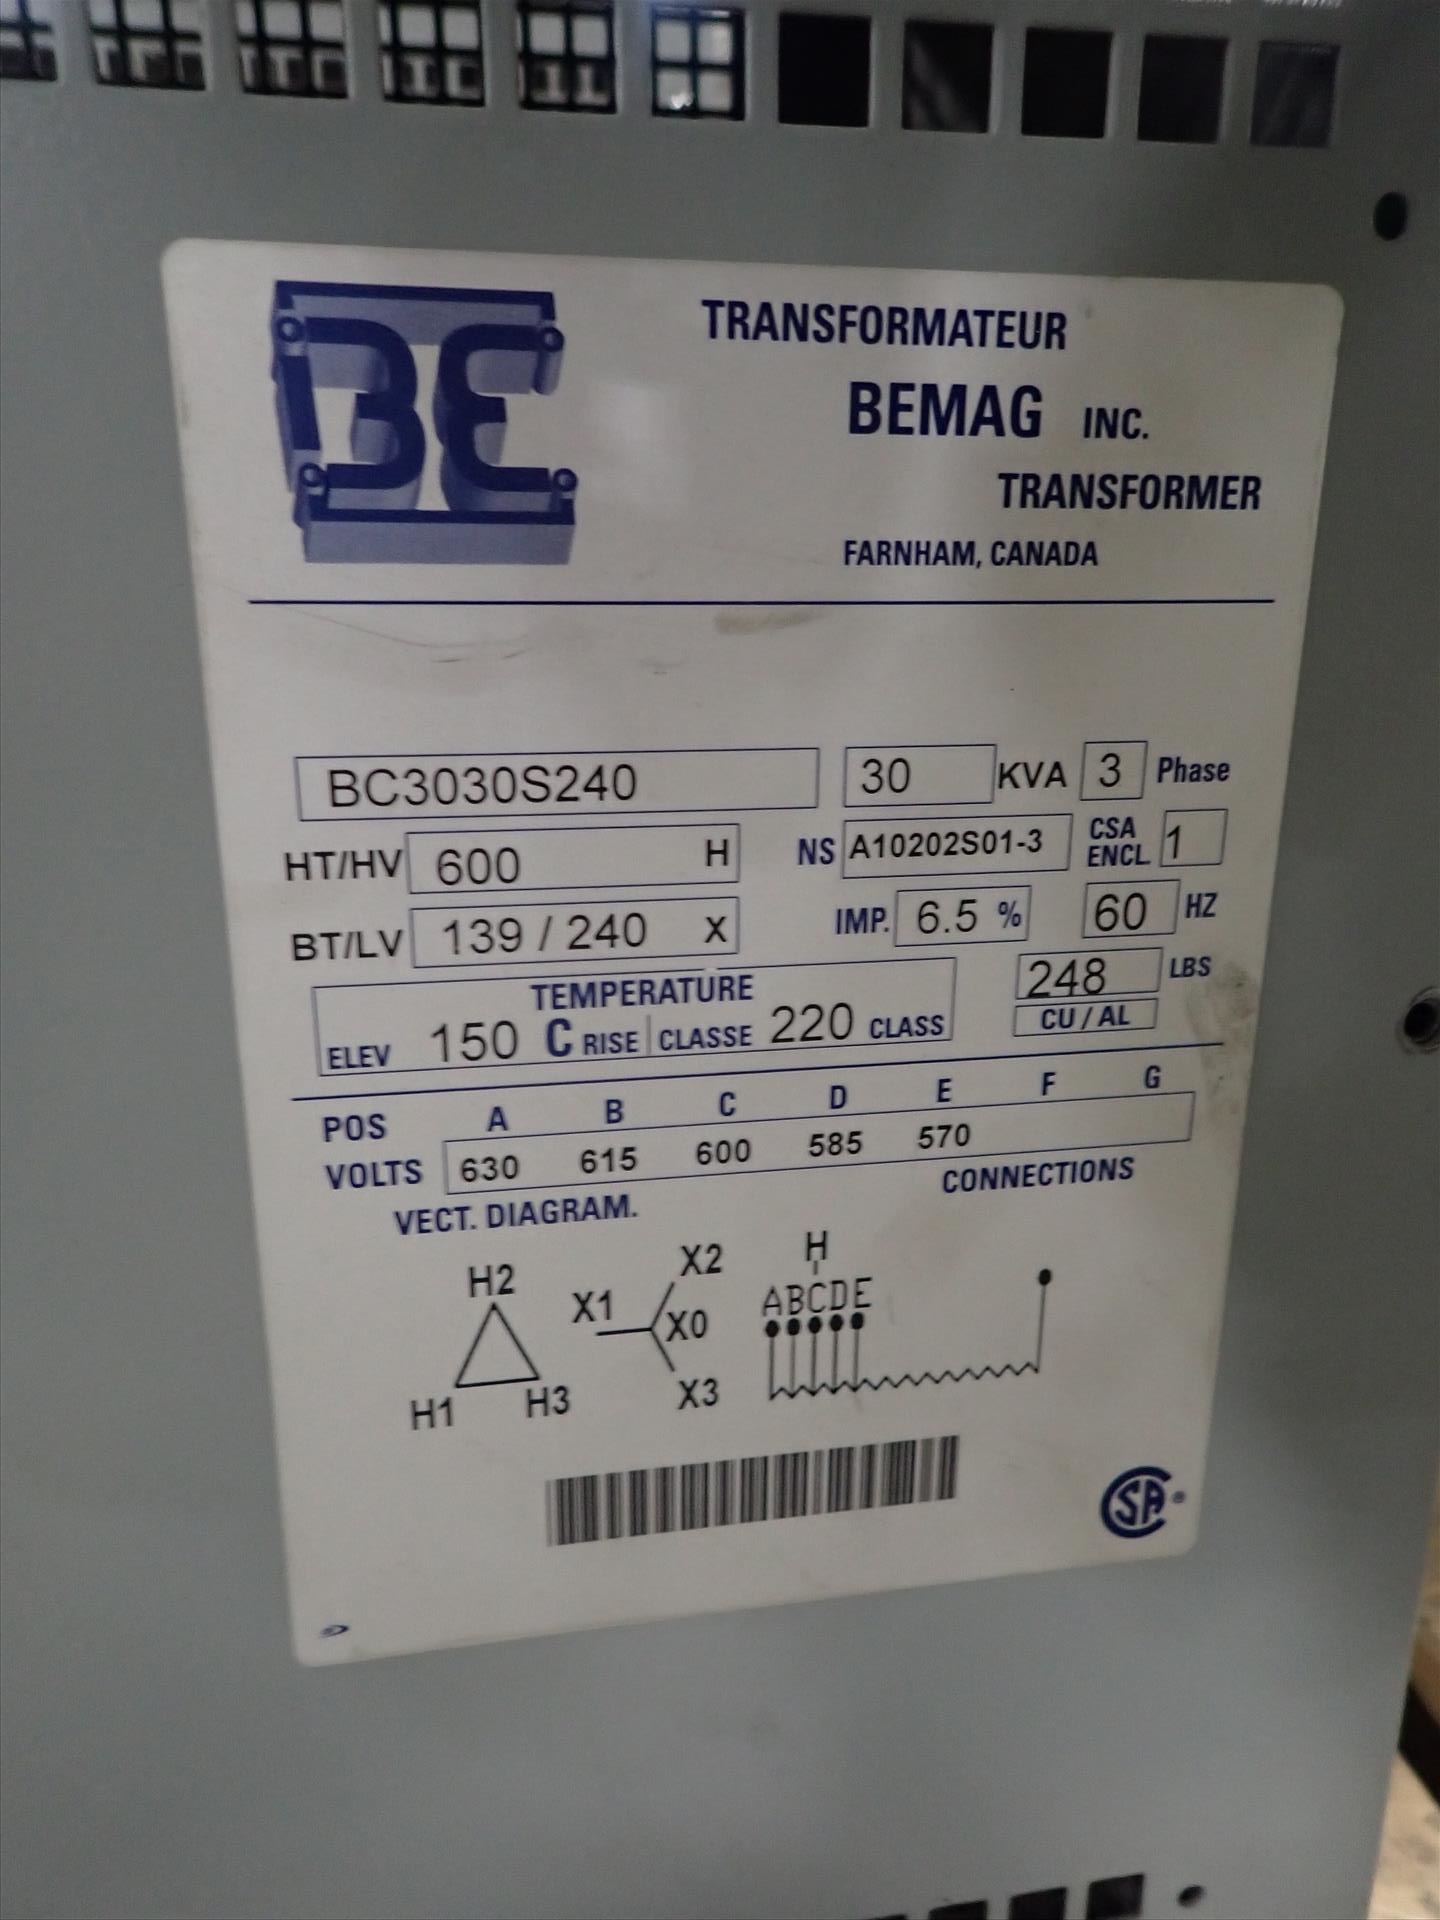 BE
TRANSFORMATEUR
BEMAG INC.
TRANSFORMER
FARNHAM, CANADA
BC3030S240 30 KVA 3 Phase
HT/HV 600 H NS A10202S01-3 CSA ENCL 1
BT/LV 139 / 240 X IMP. 6.5 % 60 HZ
TEMPERATURE 248 LBS
ELEV 150 C RISE CLASSE 220 CLASS CU / AL
POS A B C D E F G
VOLTS 630 615 600 585 570
VECT. DIAGRAM. CONNECTIONS
H2 X2 H
X1 X0 ABCDE
H1 H3 X3
CSA ®